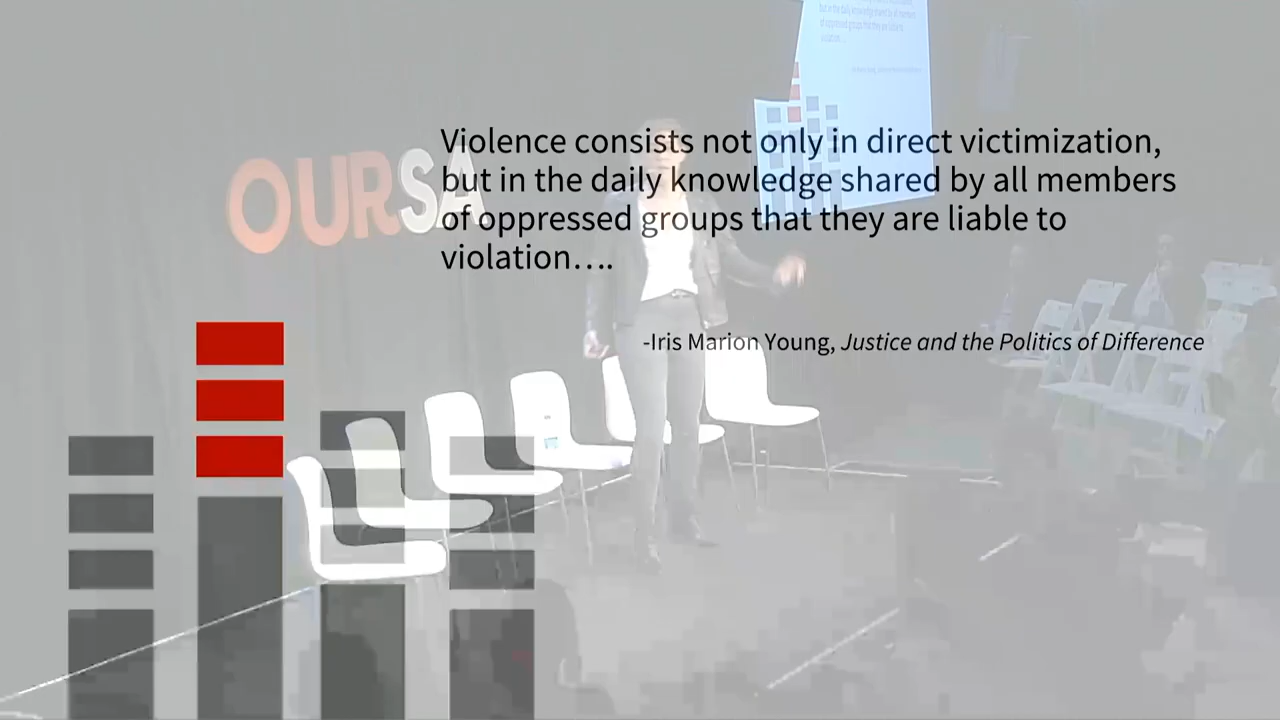 Violence consists not only in direct victimization,
but in the daily knowledge shared by all members
of oppressed groups that they are liable to
violation….
OURSA
-Iris Marion Young, Justice and the Politics of Difference